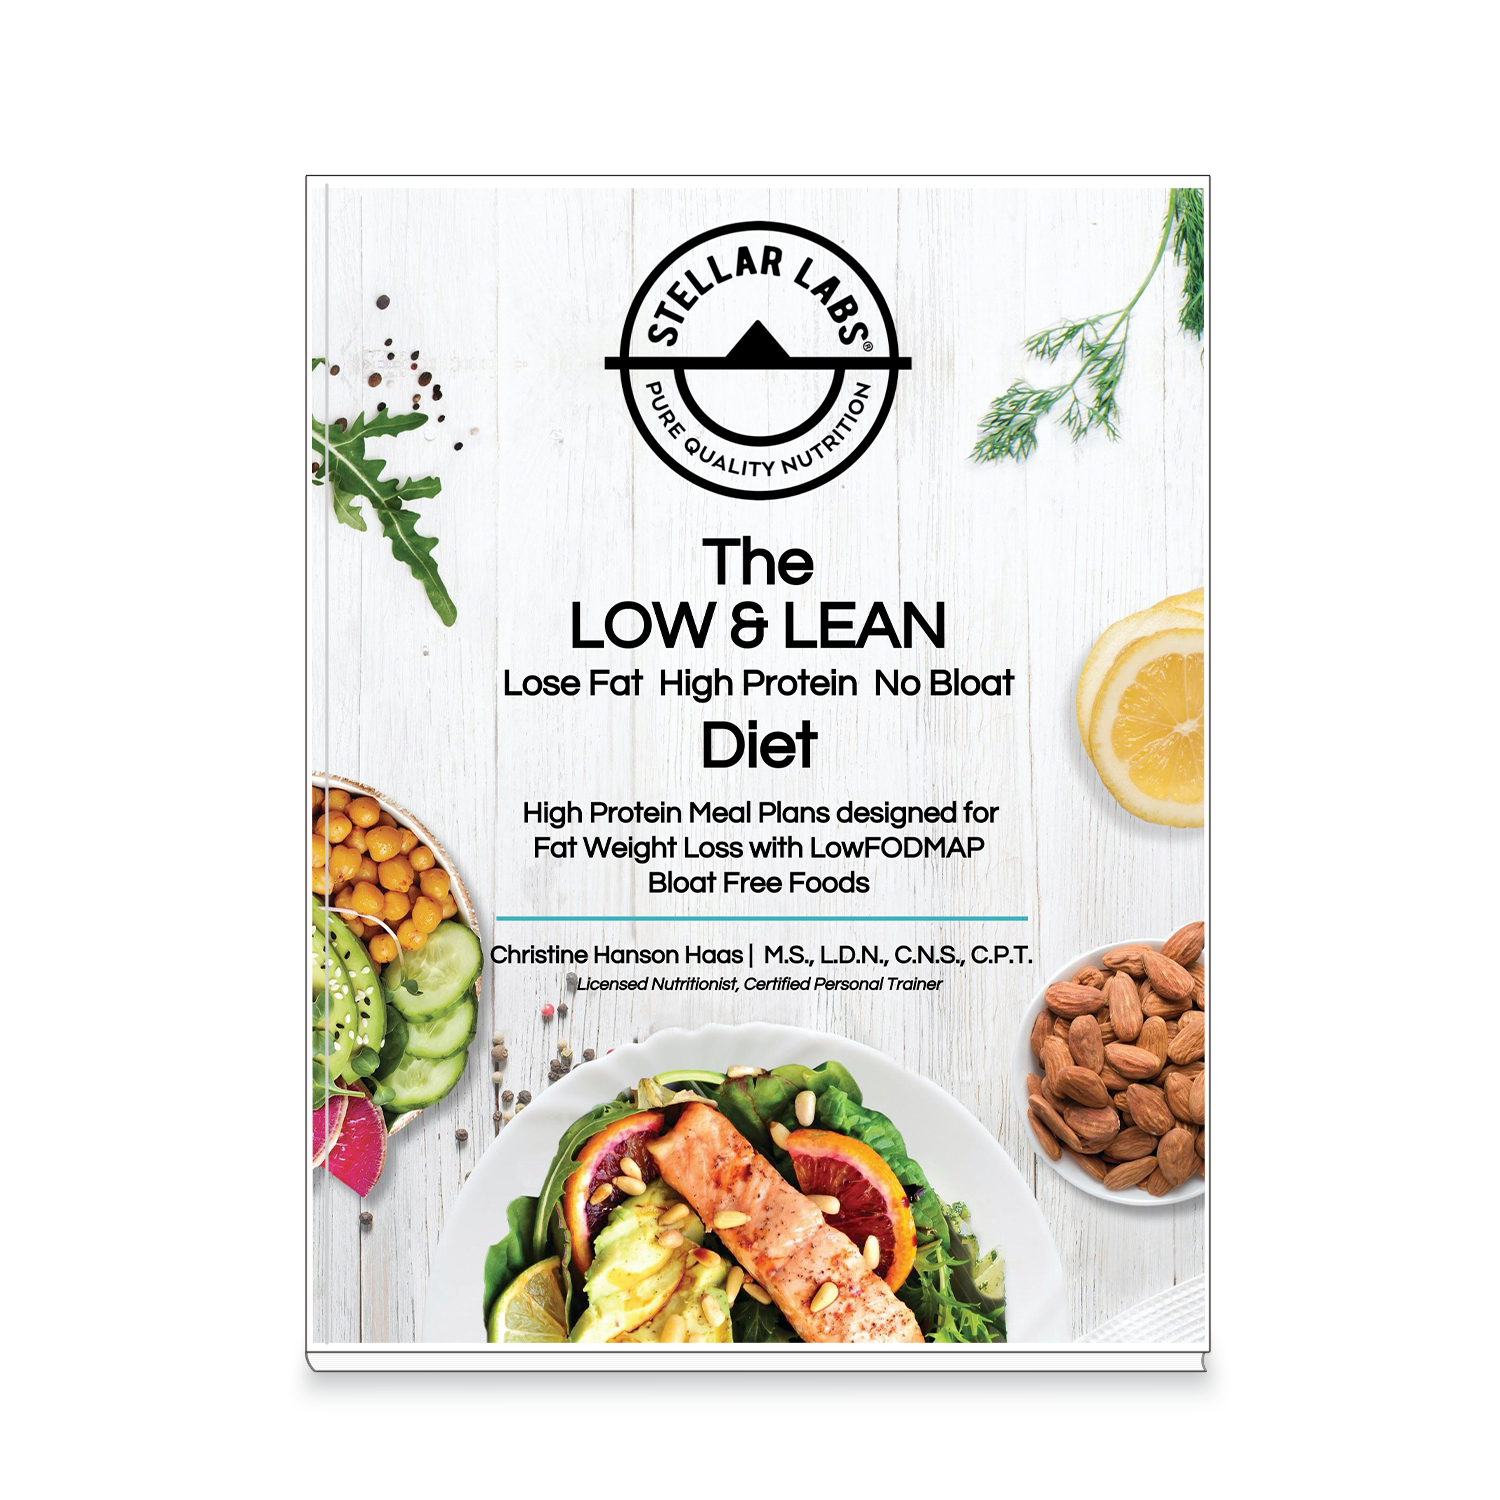 STELLAR LABS®
PURE QUALITY NUTRITION
The
LOW & LEAN
Lose Fat High Protein No Bloat
Diet
High Protein Meal Plans designed for
Fat Weight Loss with LowFODMAP
Bloat Free Foods
Christine Hanson Haas | M.S., L.D.N., C.N.S., C.P.T.
Licensed Nutritionist, Certified Personal Trainer